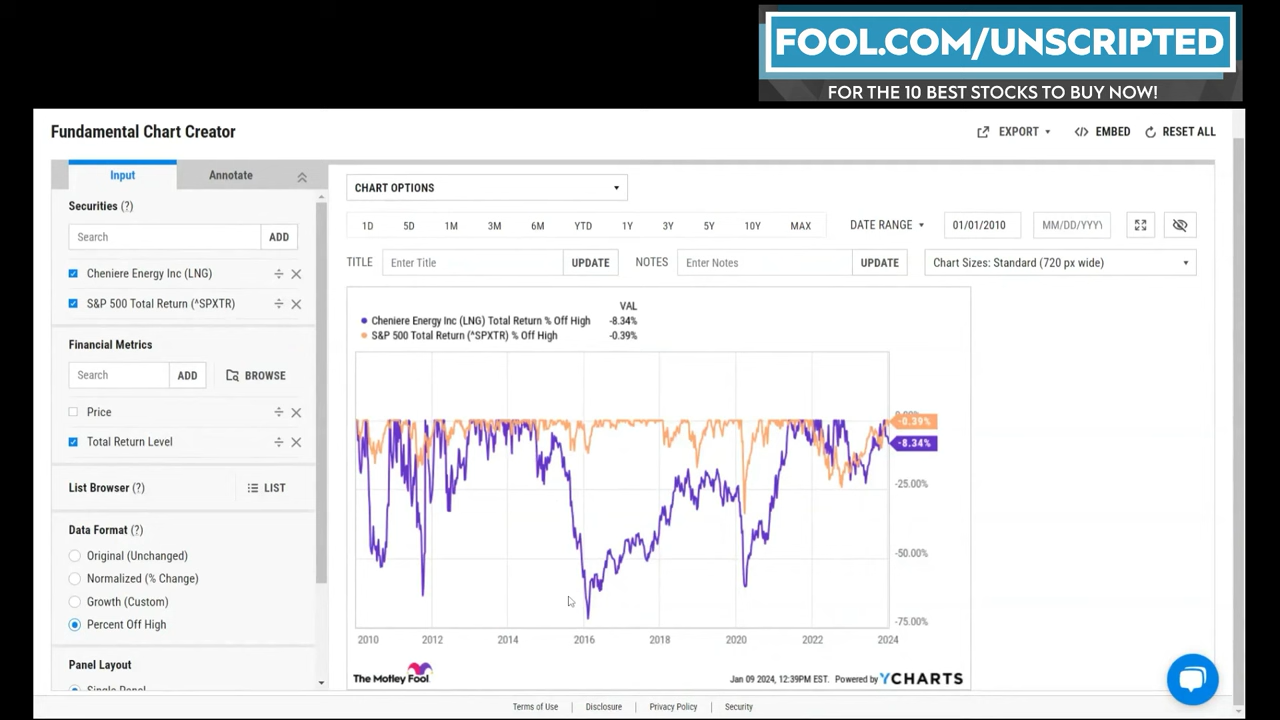 FOOL.COM/UNSCRIPTED
FOR THE 10 BEST STOCKS TO BUY NOW!
Fundamental Chart Creator
EXPORT
EMBED
RESET ALL
Input
Annotate
Securities (?)
Search
ADD
Cheniere Energy Inc (LNG)
S&P 500 Total Return (^SPXTR)
Financial Metrics
Search
ADD
BROWSE
Price
Total Return Level
List Browser (?)
LIST
Data Format (?)
Original (Unchanged)
Normalized (% Change)
Growth (Custom)
Percent Off High
Panel Layout
Single Panel
CHART OPTIONS
1D 5D 1M 3M 6M YTD 1Y 3Y 5Y 10Y MAX
DATE RANGE
01/01/2010
MM/DD/YYYY
TITLE
Enter Title
UPDATE
NOTES
Enter Notes
UPDATE
Chart Sizes: Standard (720 px wide)
VAL
Cheniere Energy Inc (LNG) Total Return % Off High -8.34%
S&P 500 Total Return (^SPXTR) % Off High -0.39%
0.00%
-0.39%
-8.34%
-25.00%
-50.00%
-75.00%
2010 2012 2014 2016 2018 2020 2022 2024
The Motley Fool
Jan 09 2024, 12:39PM EST. Powered by YCHARTS
Terms of Use | Disclosure | Privacy Policy | Security